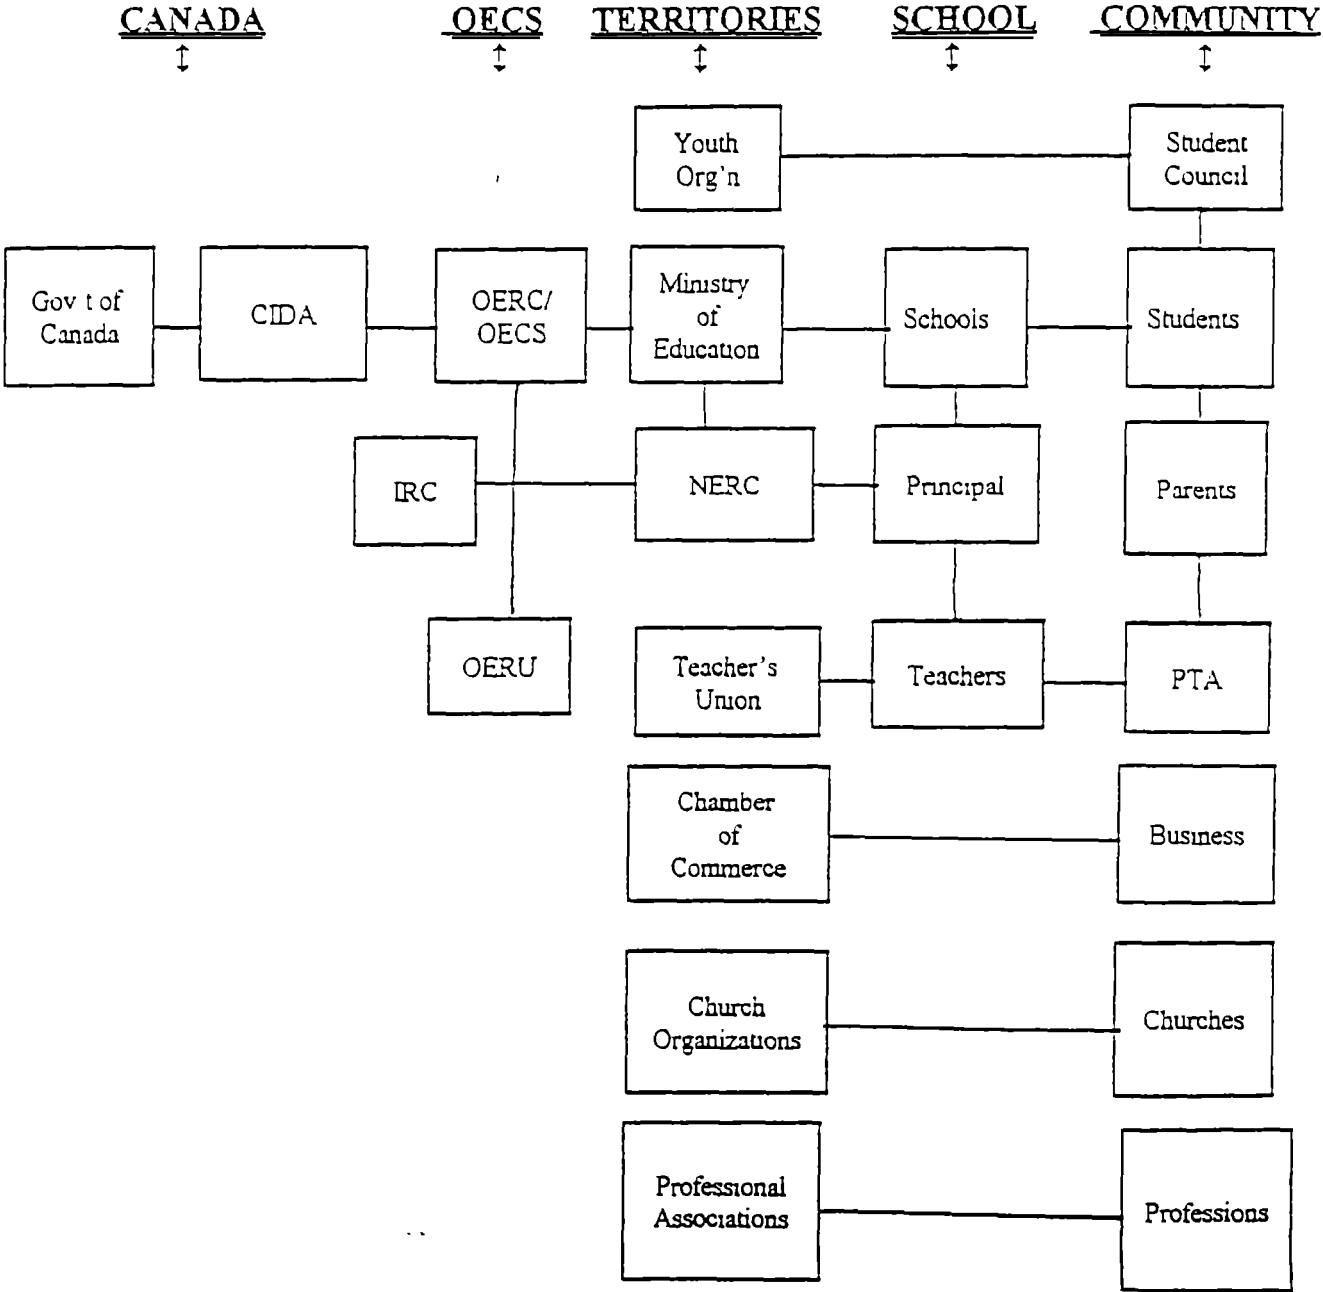 CANADA OECS TERRITORIES SCHOOL COMMUNITY
Youth
Org'n
Student
Council
Gov t of
Canada
CIDA
OERC/
OECS
Ministry
of
Education
Schools
Students
IRC
NERC
Principal
Parents
OERU
Teacher's
Union
Teachers
PTA
Chamber
of
Commerce
Business
Church
Organizations
Churches
Professional
Associations
Professions